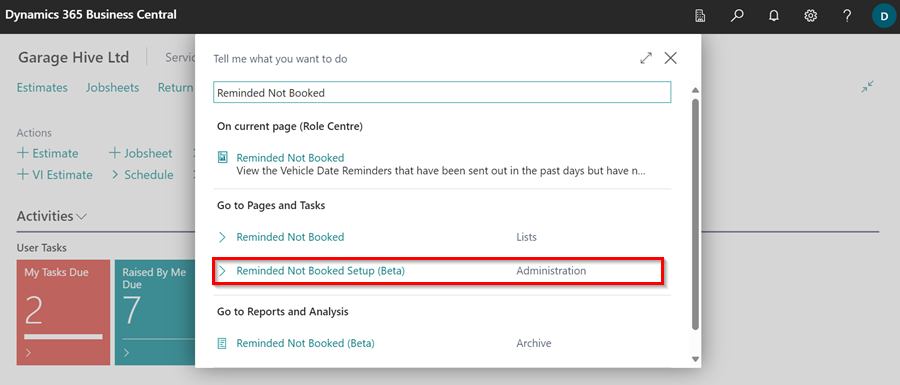 Dynamics 365 Business Central
D
Garage Hive Ltd
Servic
Estimates Jobsheets Return
Tell me what you want to do
Reminded Not Booked
On current page (Role Centre)
Reminded Not Booked
View the Vehicle Date Reminders that have been sent out in the past days but have n...
Go to Pages and Tasks
Reminded Not Booked Lists
Reminded Not Booked Setup (Beta) Administration
Go to Reports and Analysis
Reminded Not Booked (Beta) Archive
Actions
+ Estimate + Jobsheet
+ VI Estimate > Schedule
Activities
User Tasks
My Tasks Due
2
Raised By Me
Due
7